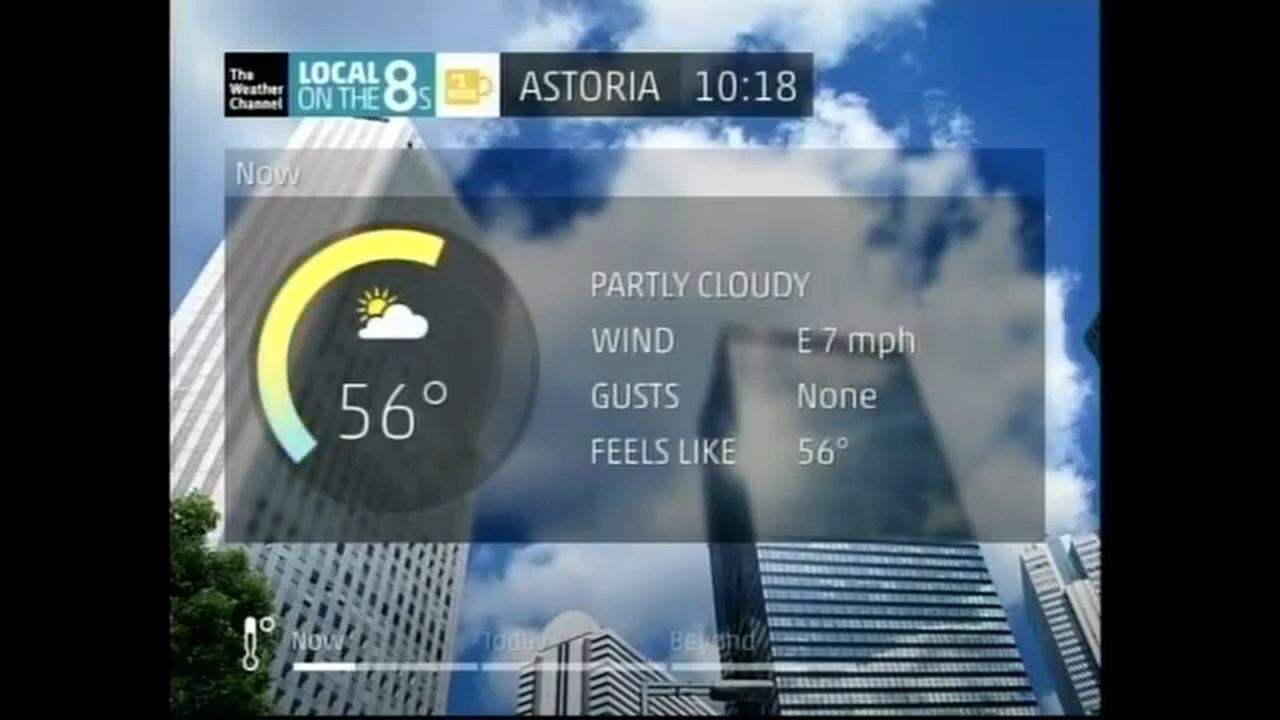 The
Weather
Channel
LOCAL
ON THE 8s
#1
ASTORIA 10:18
Now
56°
PARTLY CLOUDY
WIND E 7 mph
GUSTS None
FEELS LIKE 56°
Now Today Beyond